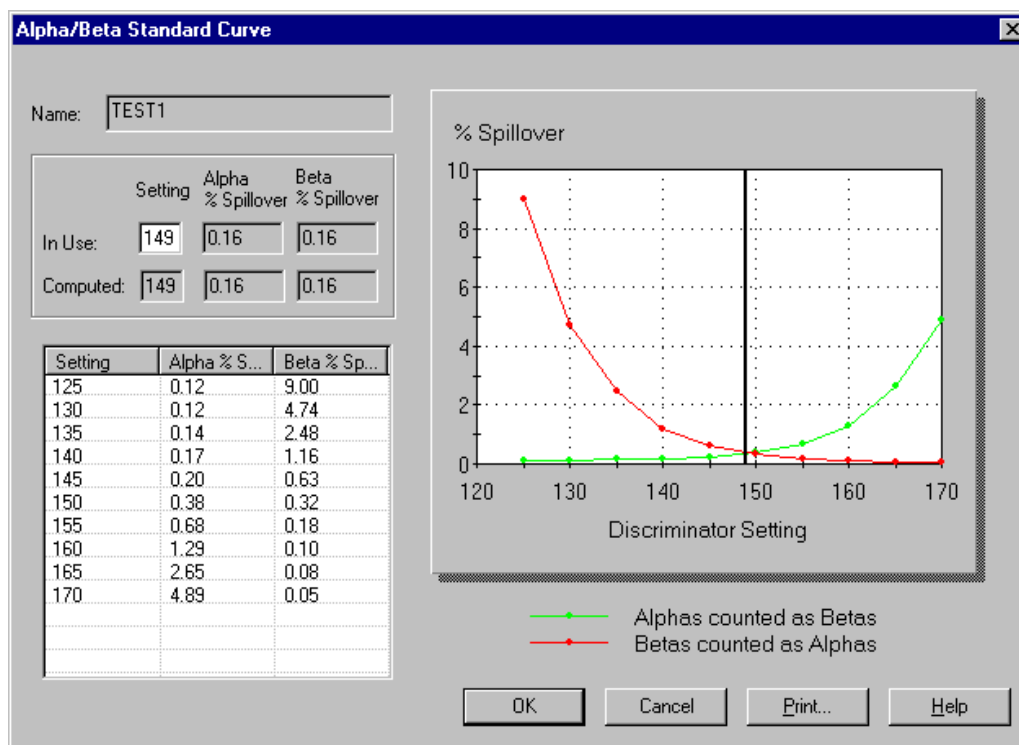 Alpha/Beta Standard Curve
Name: TEST1
Setting Alpha % Spillover Beta % Spillover
In Use: 149 0.16 0.16
Computed: 149 0.16 0.16
Setting Alpha % S... Beta % Sp...
125 0.12 9.00
130 0.12 4.74
135 0.14 2.48
140 0.17 1.16
145 0.20 0.63
150 0.38 0.32
155 0.68 0.18
160 1.29 0.10
165 2.65 0.08
170 4.89 0.05
% Spillover
10
8
6
4
2
0
120 130 140 150 160 170
Discriminator Setting
Alphas counted as Betas
Betas counted as Alphas
OK Cancel Print... Help